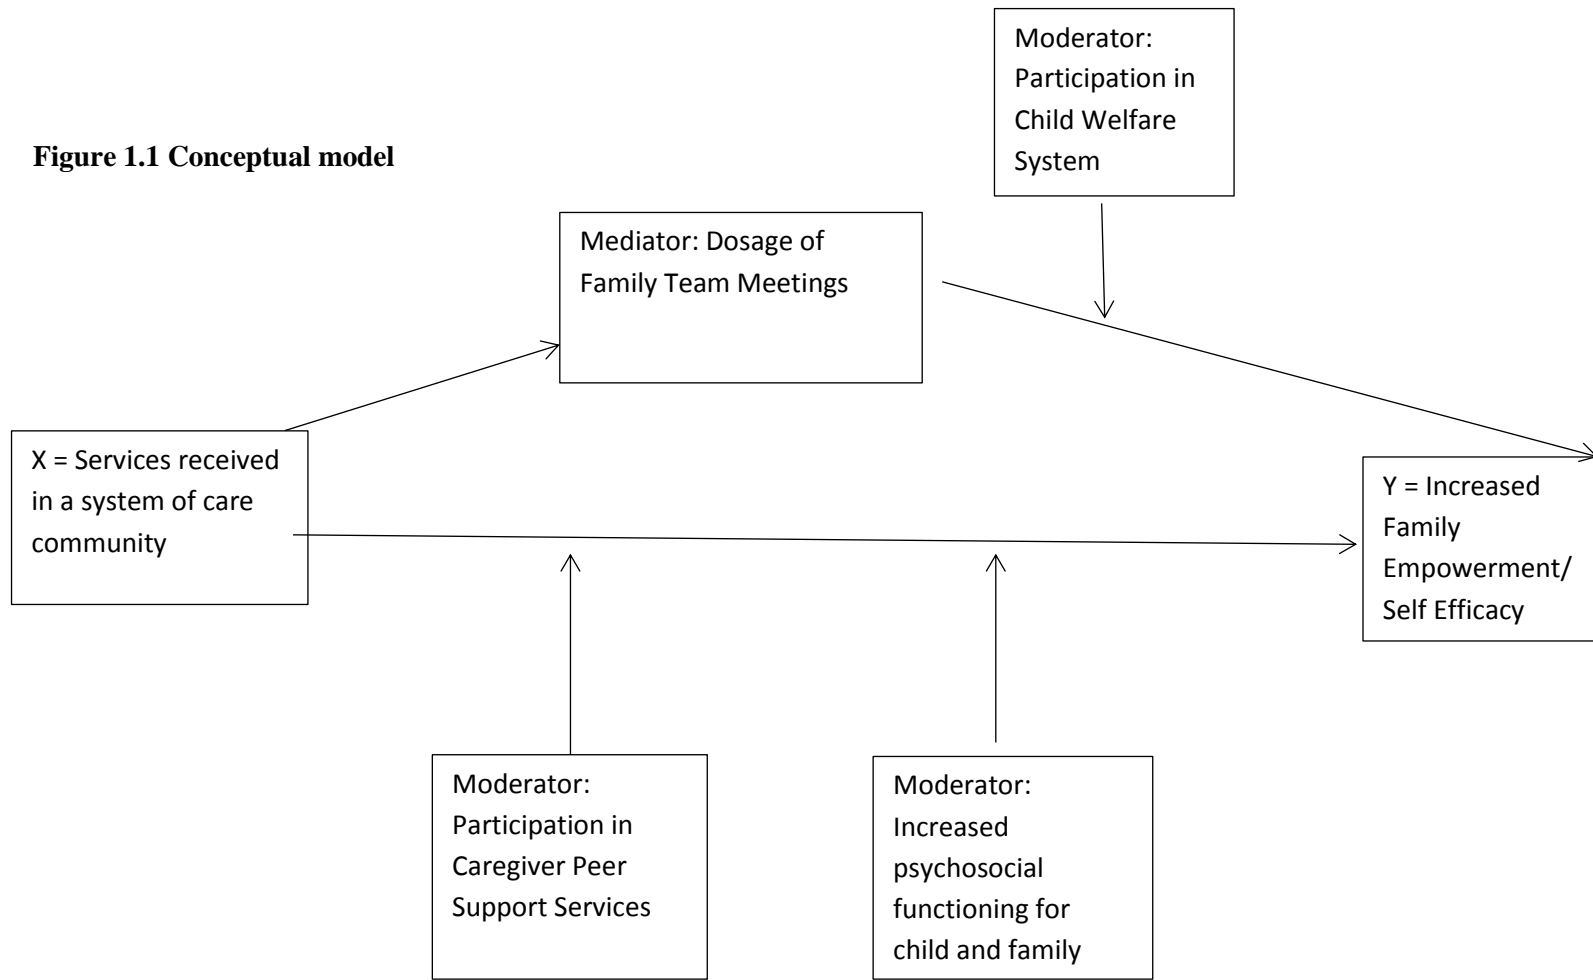 Moderator:
Participation in
Child Welfare
System
Figure 1.1 Conceptual model
Mediator: Dosage of
Family Team Meetings
X = Services received
in a system of care
community
Y = Increased
Family
Empowerment/
Self Efficacy
Moderator:
Participation in
Caregiver Peer
Support Services
Moderator:
Increased
psychosocial
functioning for
child and family